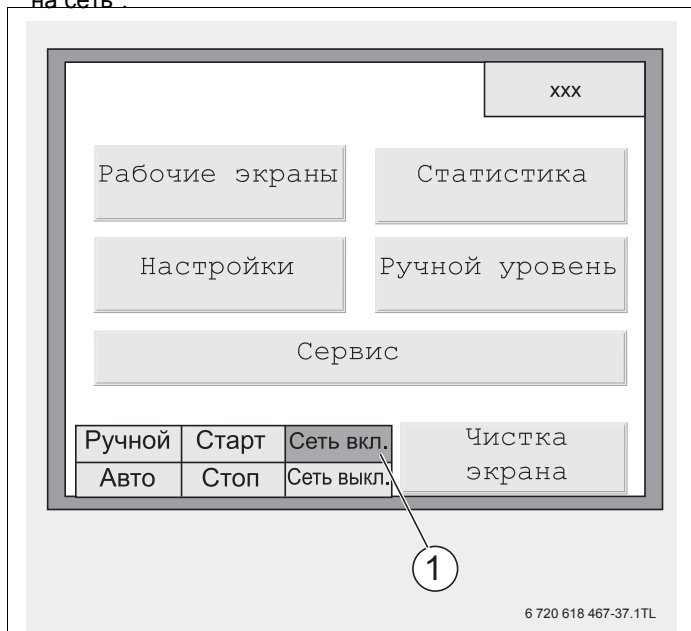 на сеть".
xxx
Рабочие экраны
Статистика
Настройки
Ручной уровень
Сервис
Ручной Старт Сеть вкл.
Авто Стоп Сеть выкл.
Чистка
экрана
1
6 720 618 467-37.1TL